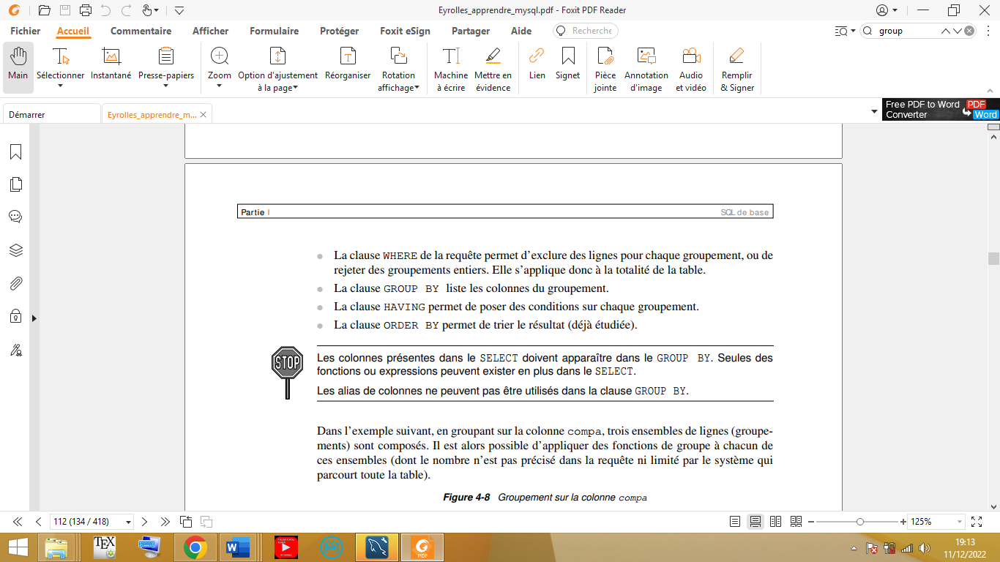 Eyrolles_apprendre_mysql.pdf - Foxit PDF Reader
Fichier Accueil Commentaire Afficher Formulaire Protéger Foxit eSign Partager Aide Recherche group
Main Sélectionner Instantané Presse-papiers Zoom Option d'ajustement à la page Réorganiser Rotation affichage Machine à écrire Mettre en évidence Lien Signet Pièce jointe Annotation d'image Audio et vidéo Remplir & Signer
Démarrer Eyrolles_apprendre_m...
Free PDF to Word
Converter
PDF
Word
Partie I SQL de base
La clause WHERE de la requête permet d'exclure des lignes pour chaque groupement, ou de
rejeter des groupements entiers. Elle s'applique donc à la totalité de la table.
La clause GROUP BY liste les colonnes du groupement.
La clause HAVING permet de poser des conditions sur chaque groupement.
La clause ORDER BY permet de trier le résultat (déjà étudiée).
STOP
Les colonnes présentes dans le SELECT doivent apparaître dans le GROUP BY. Seules des
fonctions ou expressions peuvent exister en plus dans le SELECT.
Les alias de colonnes ne peuvent pas être utilisés dans la clause GROUP BY.
Dans l'exemple suivant, en groupant sur la colonne compa, trois ensembles de lignes (groupe-
ments) sont composés. Il est alors possible d'appliquer des fonctions de groupe à chacun de
ces ensembles (dont le nombre n'est pas précisé dans la requête ni limité par le système qui
parcourt toute la table).
Figure 4-8 Groupement sur la colonne compa
112 (134 / 418) 125%
TEX
PDF
19:13
11/12/2022